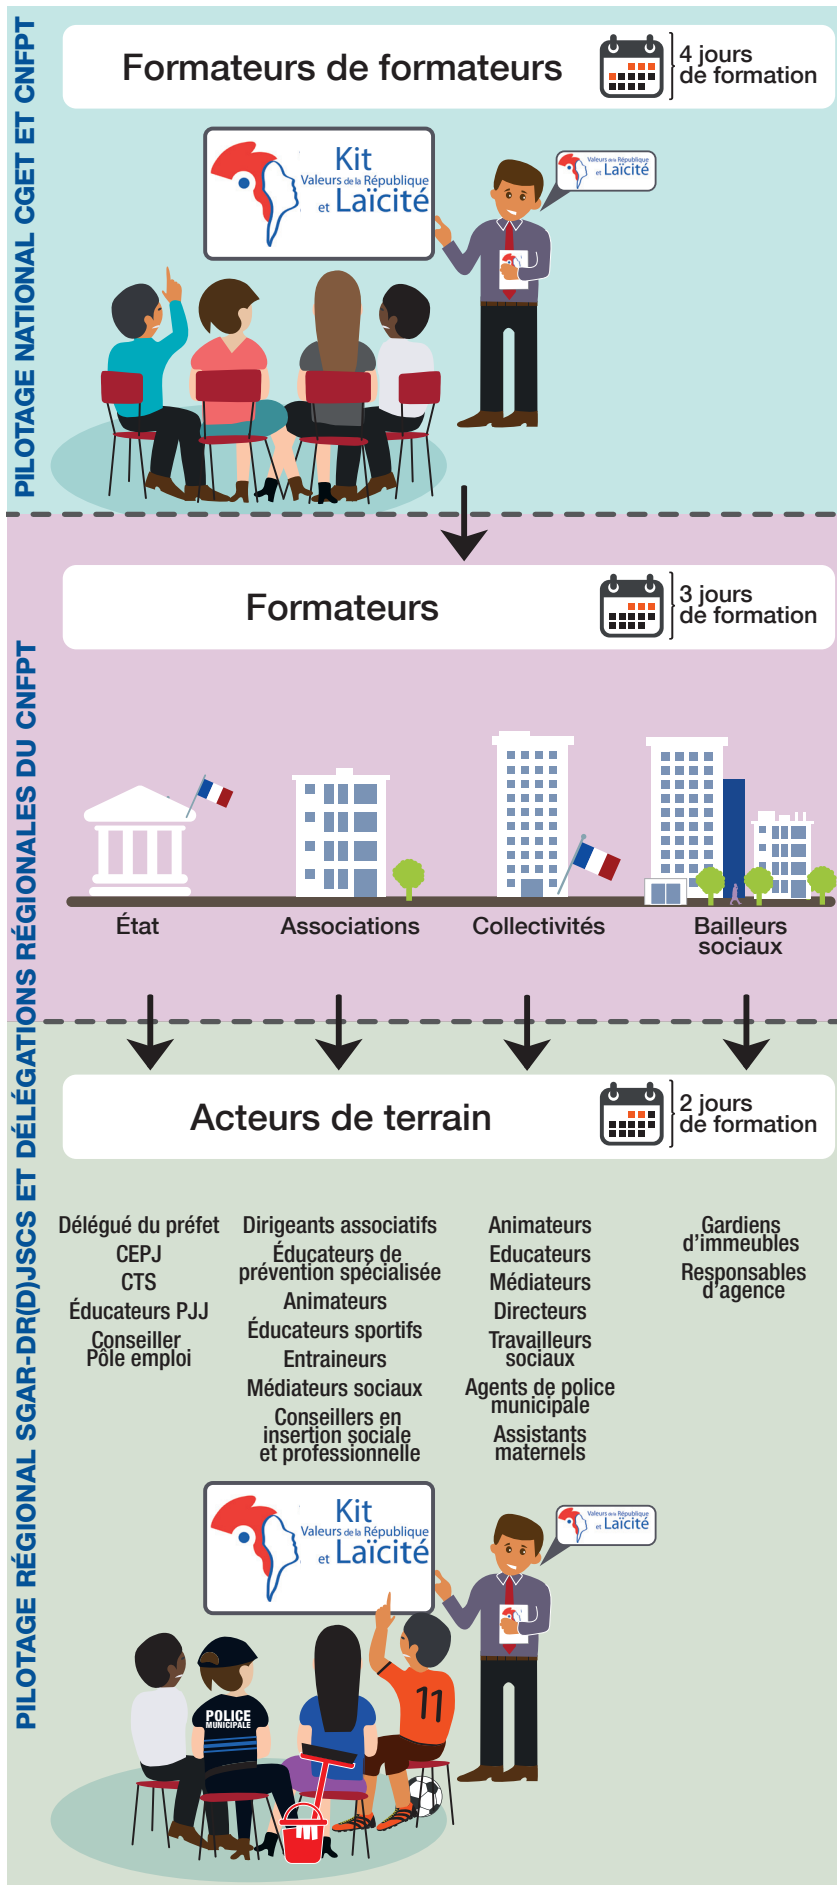 PILOTAGE NATIONAL CGET ET CNFPT
Formateurs de formateurs
4 jours
de formation
Kit
Valeurs de la République
et Laïcité
Valeurs de la République
et Laïcité
PILOTAGE RÉGIONAL SGAR-DR(D)JSCS ET DÉLÉGATIONS RÉGIONALES DU CNFPT
Formateurs
3 jours
de formation
État
Associations
Collectivités
Bailleurs
sociaux
Acteurs de terrain
2 jours
de formation
Délégué du préfet
CEPJ
CTS
Éducateurs PJJ
Conseiller
Pôle emploi
Dirigeants associatifs
Éducateurs de
prévention spécialisée
Animateurs
Éducateurs sportifs
Entraineurs
Médiateurs sociaux
Conseillers en
insertion sociale
et professionnelle
Animateurs
Educateurs
Médiateurs
Directeurs
Travailleurs
sociaux
Agents de police
municipale
Assistants
maternels
Gardiens
d'immeubles
Responsables
d'agence
Kit
Valeurs de la République
et Laïcité
Valeurs de la République
et Laïcité
POLICE
MUNICIPALE
11